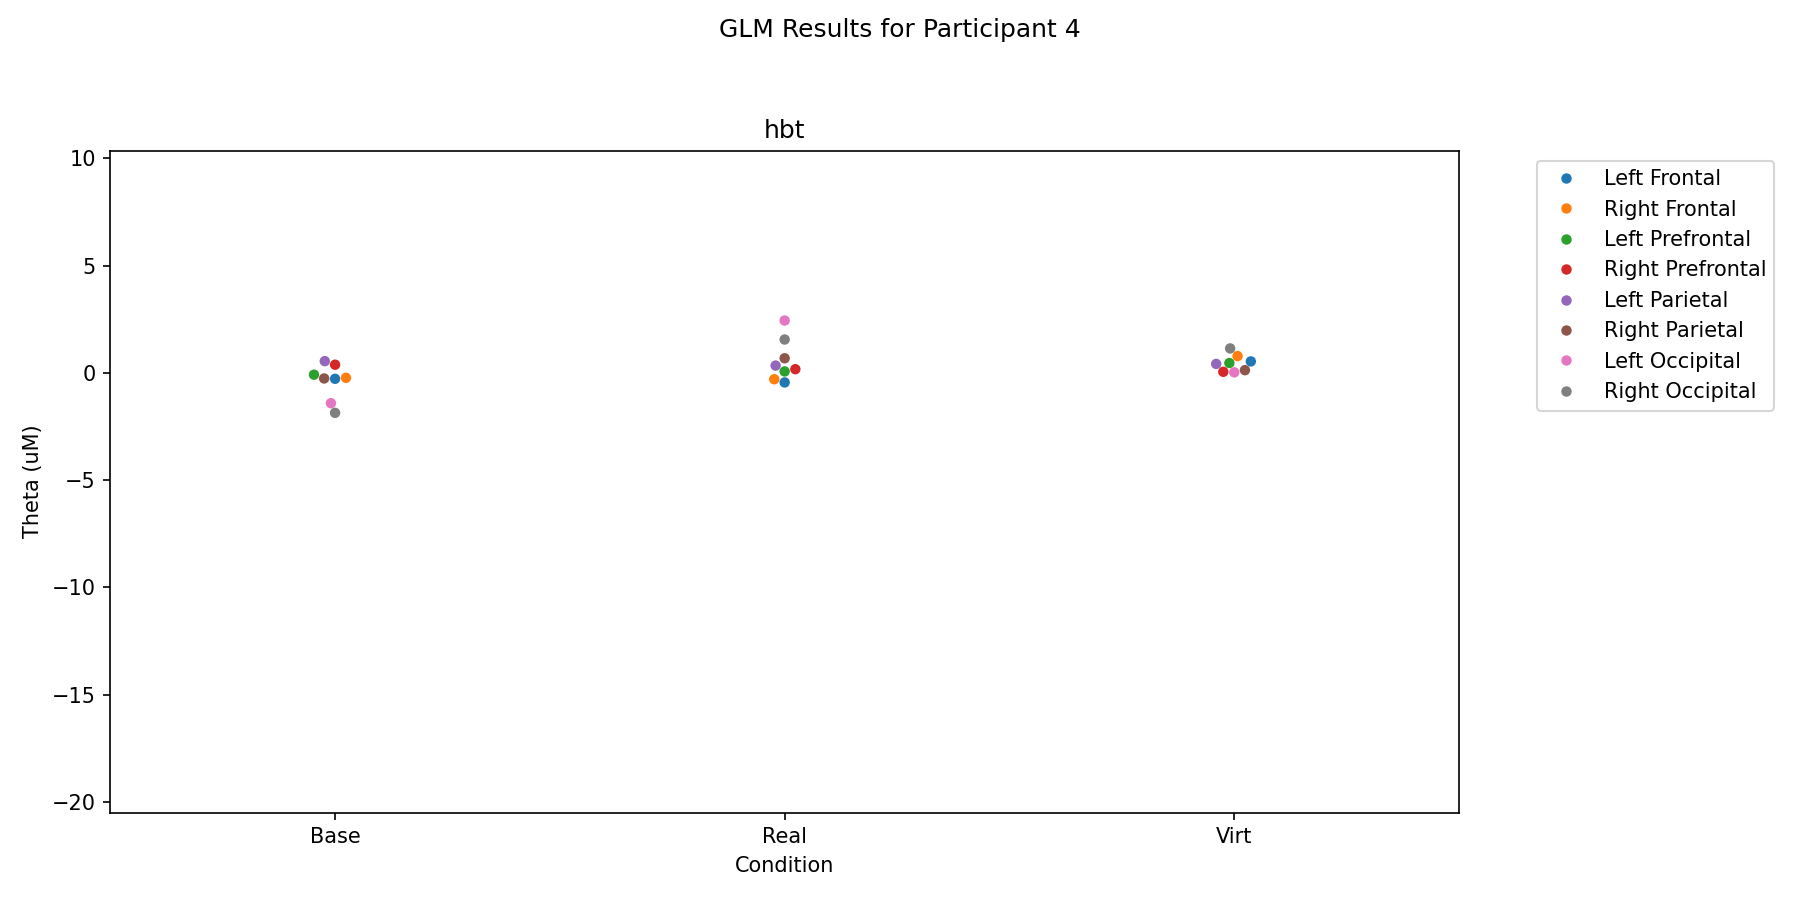 GLM Results for Participant 4
hbt
10
5
0
−5
−10
−15
−20
Theta (uM)
Base
Real
Virt
Condition
Left Frontal
Right Frontal
Left Prefrontal
Right Prefrontal
Left Parietal
Right Parietal
Left Occipital
Right Occipital